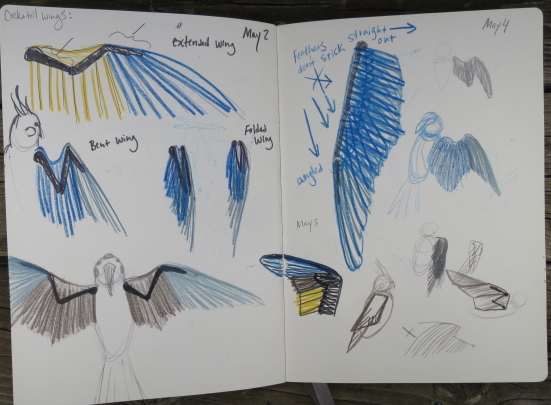 Cockatiel wings:
Extended wing
May 2
Bent wing
Folded
wing
May 4
straight
out
Feathers
don't stick
angled
May 3